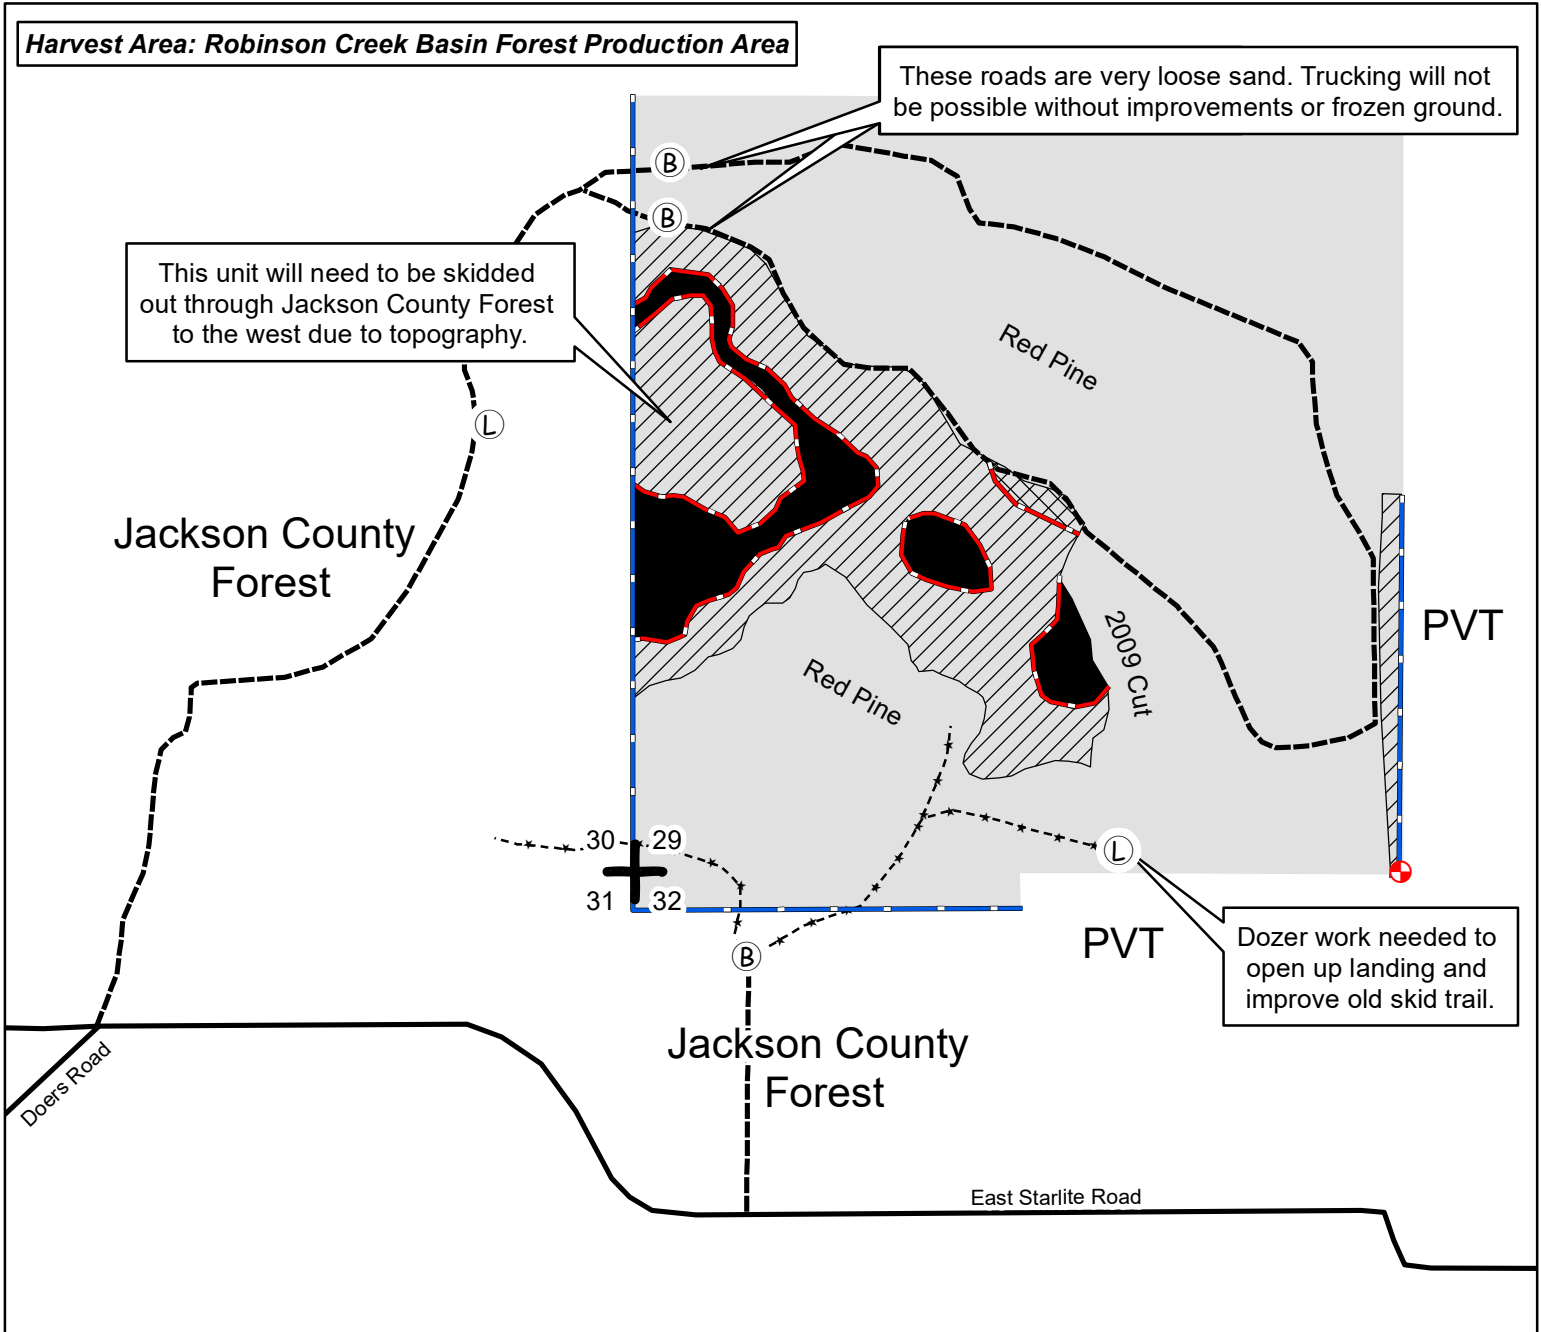 Harvest Area: Robinson Creek Basin Forest Production Area
These roads are very loose sand. Trucking will not
be possible without improvements or frozen ground.
B
B
This unit will need to be skidded
out through Jackson County Forest
to the west due to topography.
Red Pine
L
Jackson County
Forest
PVT
2009 Cut
Red Pine
30 29
31 32
L
B
PVT
Dozer work needed to
open up landing and
improve old skid trail.
Jackson County
Forest
Doers Road
East Starlite Road